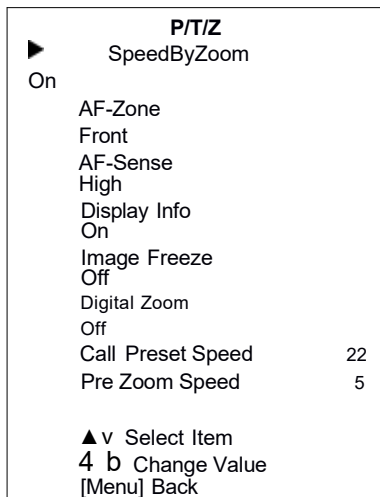 P/T/Z
SpeedByZoom
On
AF-Zone
Front
AF-Sense
High
Display Info
On
Image Freeze
Off
Digital Zoom
Off
Call Preset Speed 22
Pre Zoom Speed 5
▲v Select Item
4 b Change Value
[Menu] Back